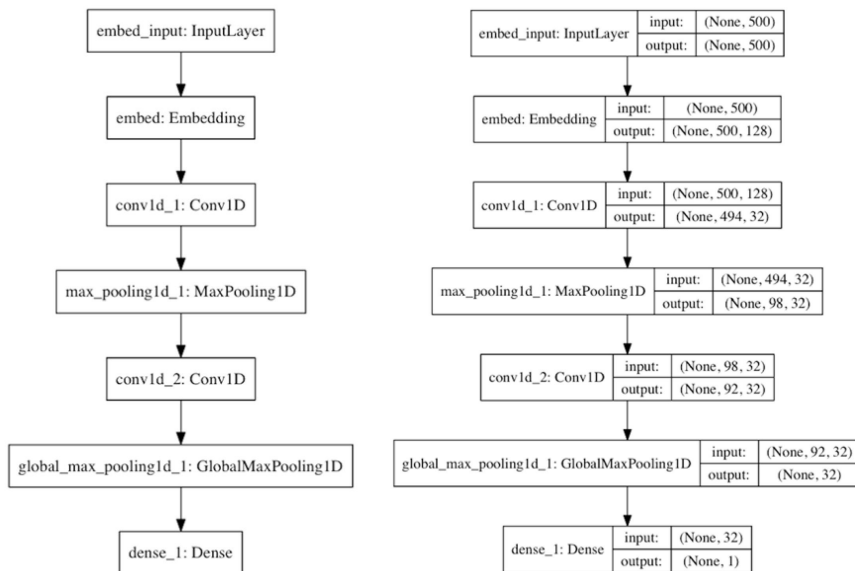 embed_input: InputLayer
embed: Embedding
conv1d_1: Conv1D
max_pooling1d_1: MaxPooling1D
conv1d_2: Conv1D
global_max_pooling1d_1: GlobalMaxPooling1D
dense_1: Dense
embed_input: InputLayer
input: (None, 500)
output: (None, 500)
embed: Embedding
input: (None, 500)
output: (None, 500, 128)
conv1d_1: Conv1D
input: (None, 500, 128)
output: (None, 494, 32)
max_pooling1d_1: MaxPooling1D
input: (None, 494, 32)
output: (None, 98, 32)
conv1d_2: Conv1D
input: (None, 98, 32)
output: (None, 92, 32)
global_max_pooling1d_1: GlobalMaxPooling1D
input: (None, 92, 32)
output: (None, 32)
dense_1: Dense
input: (None, 32)
output: (None, 1)